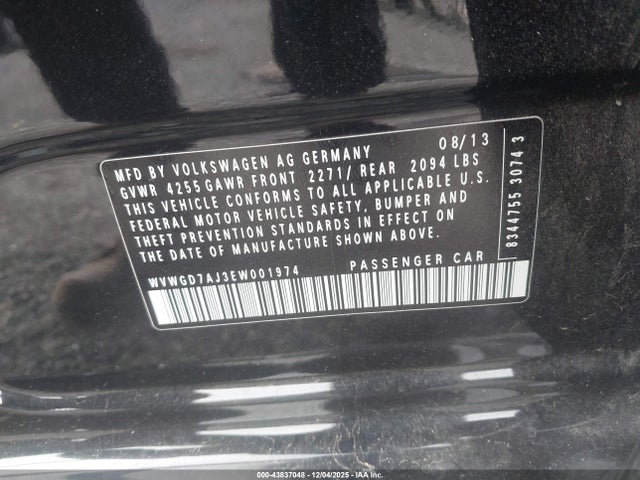 MFD BY VOLKSWAGEN AG GERMANY 08/13
GVWR 4255 GAWR FRONT 2271/ REAR 2094 LBS
THIS VEHICLE CONFORMS TO ALL APPLICABLE U.S.
FEDERAL MOTOR VEHICLE SAFETY, BUMPER AND
THEFT PREVENTION STANDARDS IN EFFECT ON
THE DATE OF MANUFACTURE SHOWN ABOVE.
WVWGD7AJ3EW001974 PASSENGER CAR
8344755 3074 3
000-43837048 - 12/04/2025 - IAA Inc.